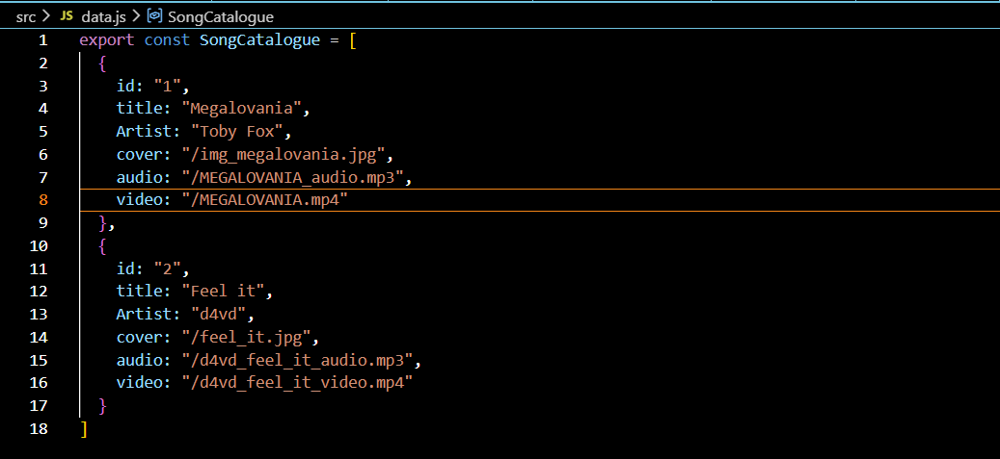 src > JS data.js > SongCatalogue
1 export const SongCatalogue = [
2 {
3 id: "1",
4 title: "Megalovania",
5 Artist: "Toby Fox",
6 cover: "/img_megalovania.jpg",
7 audio: "/MEGALOVANIA_audio.mp3",
8 video: "/MEGALOVANIA.mp4"
9 },
10 {
11 id: "2",
12 title: "Feel it",
13 Artist: "d4vd",
14 cover: "/feel_it.jpg",
15 audio: "/d4vd_feel_it_audio.mp3",
16 video: "/d4vd_feel_it_video.mp4"
17 }
18 ]